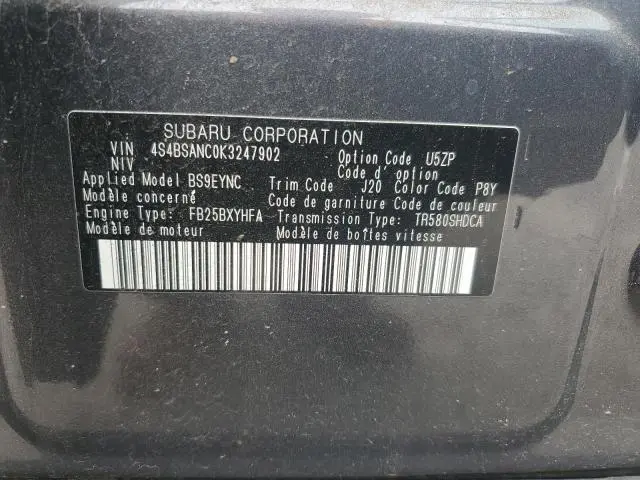 SUBARU CORPORATION
VIN 4S4BSANC0K3247902 Option Code U5ZP
NIV Code d'option
Applied Model BS9EYNC Trim Code J20 Color Code P8Y
Modèle concerné Code de garniture Code de couleur
Engine Type: FB25BXYHFA Transmission Type: TR580SHDCA
Modèle de moteur Modèle de boîtes vitesse